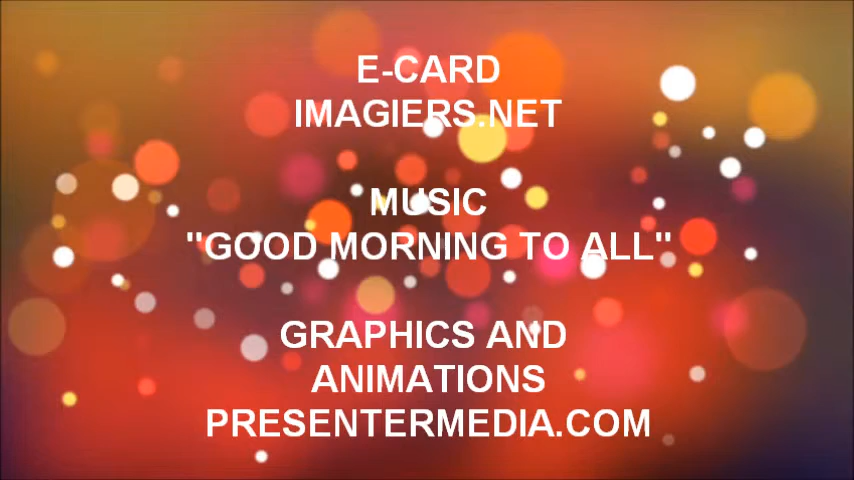 E-CARD
IMAGIERS.NET
MUSIC
"GOOD MORNING TO ALL"
GRAPHICS AND
ANIMATIONS
PRESENTERMEDIA.COM